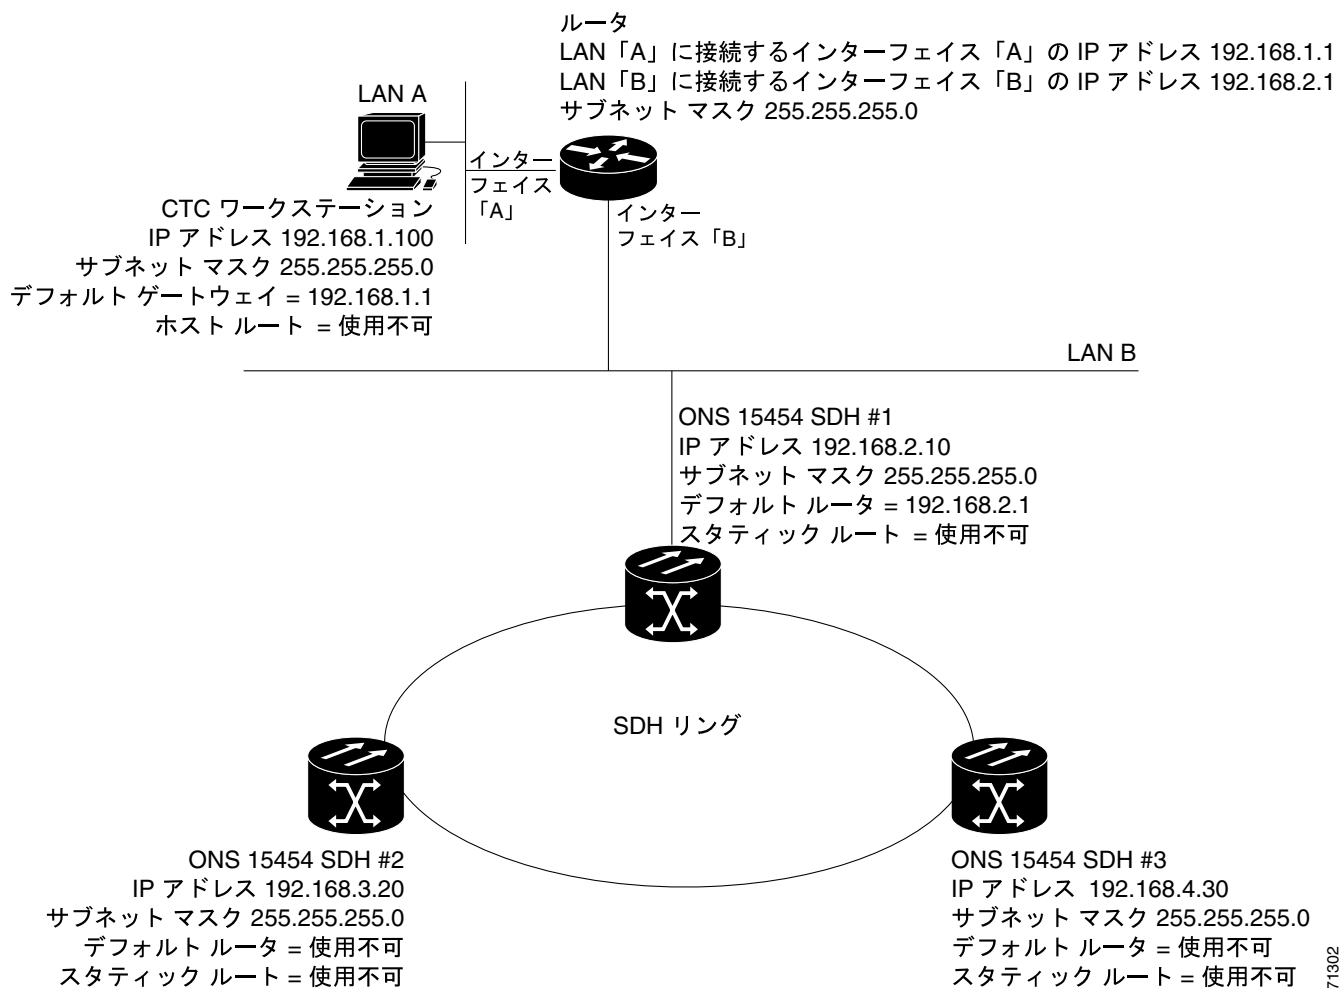 ルータ
LAN「A」に接続するインターフェイス「A」の IP アドレス 192.168.1.1
LAN「B」に接続するインターフェイス「B」の IP アドレス 192.168.2.1
サブネット マスク 255.255.255.0
LAN A
インター
フェイス
「A」
CTC ワークステーション
IP アドレス 192.168.1.100
サブネット マスク 255.255.255.0
デフォルト ゲートウェイ = 192.168.1.1
ホスト ルート = 使用不可
インター
フェイス「B」
LAN B
ONS 15454 SDH #1
IP アドレス 192.168.2.10
サブネット マスク 255.255.255.0
デフォルト ルータ = 192.168.2.1
スタティック ルート = 使用不可
SDH リング
ONS 15454 SDH #2
IP アドレス 192.168.3.20
サブネット マスク 255.255.255.0
デフォルト ルータ = 使用不可
スタティック ルート = 使用不可
ONS 15454 SDH #3
IP アドレス 192.168.4.30
サブネット マスク 255.255.255.0
デフォルト ルータ = 使用不可
スタティック ルート = 使用不可
71302